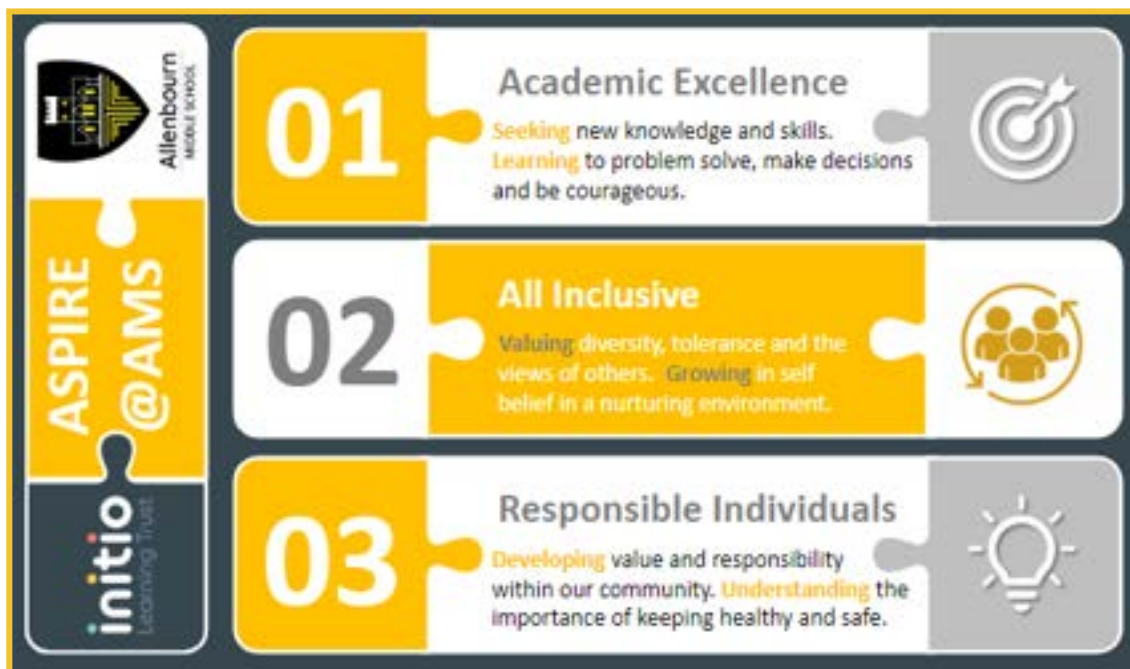 Allenbourn
MIDDLE SCHOOL
ASPIRE
@AMS
initio
Learning Trust
01
Academic Excellence
Seeking new knowledge and skills.
Learning to problem solve, make decisions
and be courageous.
02
All Inclusive
Valuing diversity, tolerance and the
views of others. Growing in self
belief in a nurturing environment.
03
Responsible Individuals
Developing value and responsibility
within our community. Understanding the
importance of keeping healthy and safe.